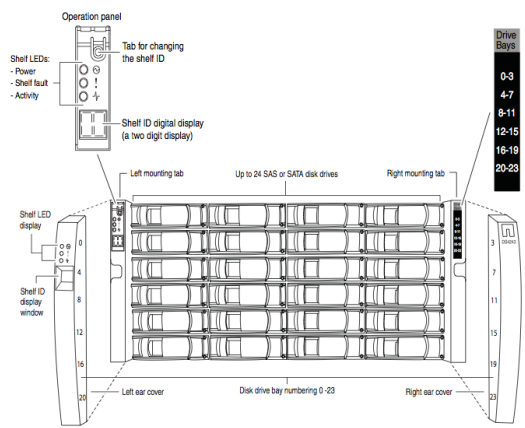 Operation panel
Tab for changing
the shelf ID
Shelf LEDs:
- Power
- Shelf fault
- Activity
Shelf ID digital display
(a two digit display)
Drive
Bays
0-3
4-7
8-11
12-15
16-19
20-23
Left mounting tab
Up to 24 SAS or SATA disk drives
Right mounting tab
Shelf LED
display
Shelf ID
display
window
0
4
8
12
16
20
3
7
11
15
19
23
Left ear cover
Disk drive bay numbering 0 -23
Right ear cover